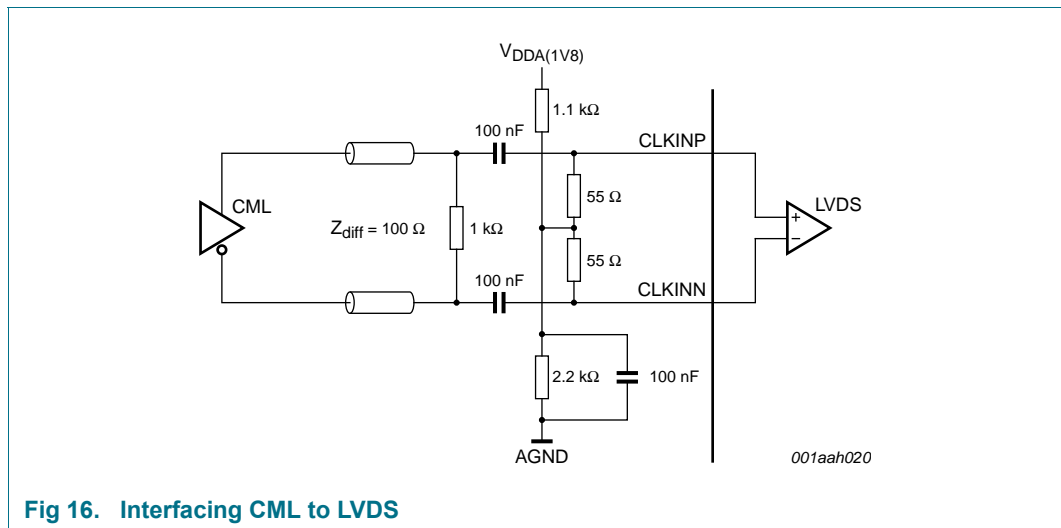 VDDA(1V8)
1.1 kΩ
100 nF
CLKINP
CML
55 Ω
LVDS
Zdiff = 100 Ω
1 kΩ
+
−
55 Ω
100 nF
CLKINN
2.2 kΩ
100 nF
AGND
001aah020
Fig 16. Interfacing CML to LVDS